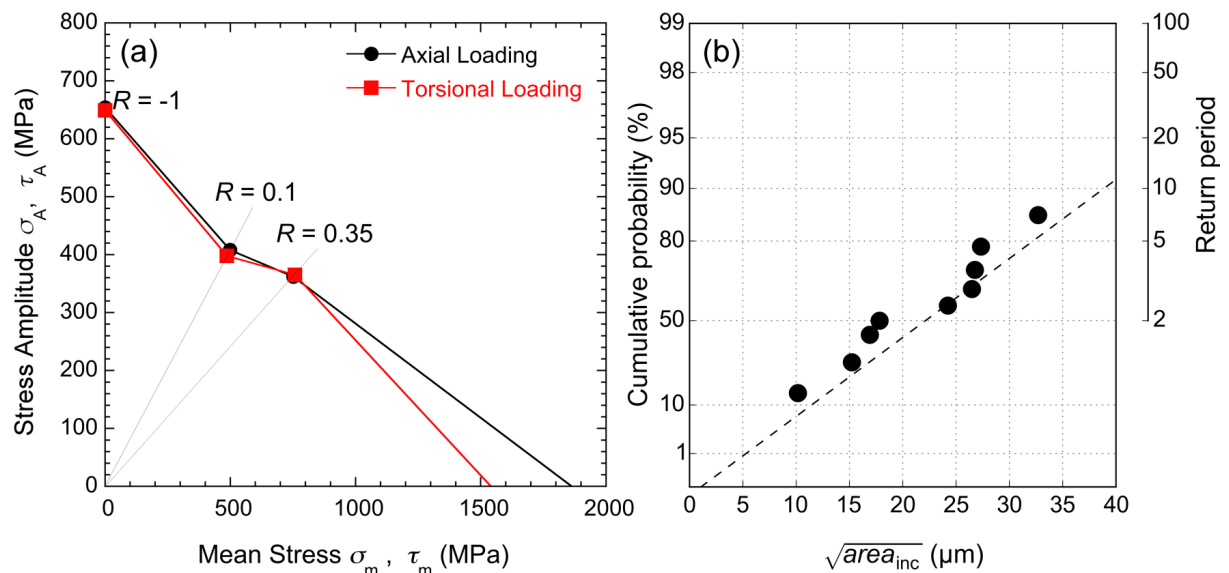 (a)
Axial Loading
Torsional Loading
R = -1
R = 0.1
R = 0.35
800
700
600
500
400
300
200
100
0
0 500 1000 1500 2000
Stress Amplitude σA, τA (MPa)
Mean Stress σm, τm (MPa)
(b)
99
98
95
90
80
50
10
1
0 5 10 15 20 25 30 35 40
Cumulative probability (%)
√areainc (μm)
100
50
20
10
5
2
Return period